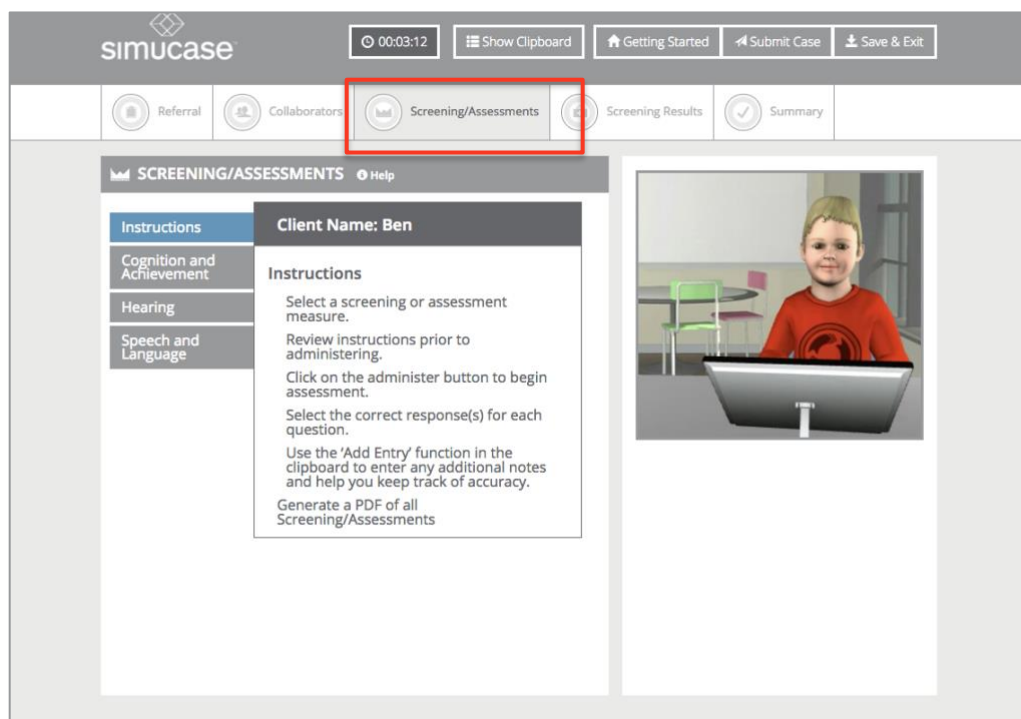 simucase
00:03:12
Show Clipboard
Getting Started
Submit Case
Save & Exit
Referral
Collaborators
Screening/Assessments
Screening Results
Summary
SCREENING/ASSESSMENTS Help
Instructions
Cognition and
Achievement
Hearing
Speech and
Language
Client Name: Ben
Instructions
Select a screening or assessment
measure.
Review instructions prior to
administering.
Click on the administer button to begin
assessment.
Select the correct response(s) for each
question.
Use the 'Add Entry' function in the
clipboard to enter any additional notes
and help you keep track of accuracy.
Generate a PDF of all
Screening/Assessments